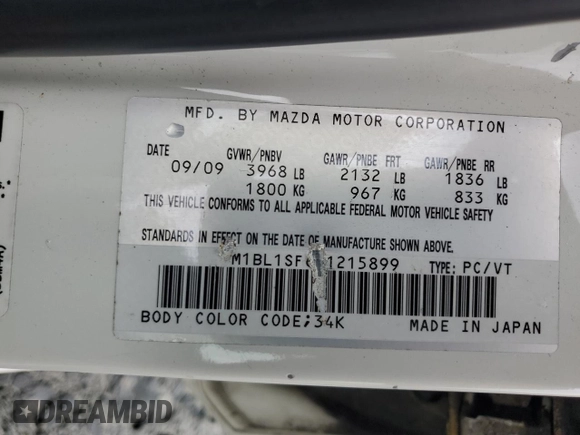 MFD. BY MAZDA MOTOR CORPORATION
DATE GVWR/PNBV GAWR/PNBE FRT GAWR/PNBE RR
09/09 3968 LB 2132 LB 1836 LB
1800 KG 967 KG 833 KG
THIS VEHICLE CONFORMS TO ALL APPLICABLE FEDERAL MOTOR VEHICLE SAFETY
STANDARDS IN EFFECT ON THE DATE OF MANUFACTURE SHOWN ABOVE.
M1BL1SF 1215899 TYPE: PC/VT
BODY COLOR CODE;34K MADE IN JAPAN
DREAMBID